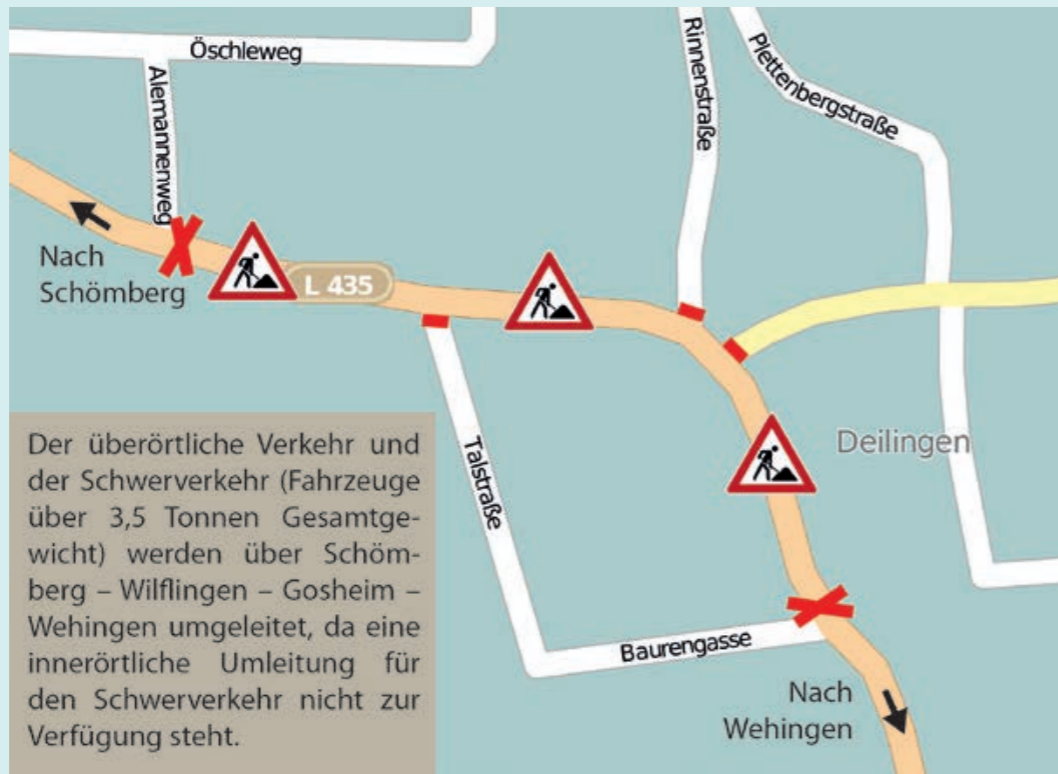 Öschleweg
Alemannenweg
Rinnenstraße
Plettenbergstraße
Nach
Schömberg
L 435
Talstraße
Deilingen
Baurengasse
Nach
Wehingen
Der überörtliche Verkehr und
der Schwerverkehr (Fahrzeuge
über 3,5 Tonnen Gesamtge-
wicht) werden über Schöm-
berg – Wilflingen – Gosheim –
Wehingen umgeleitet, da eine
innerörtliche Umleitung für
den Schwerverkehr nicht zur
Verfügung steht.